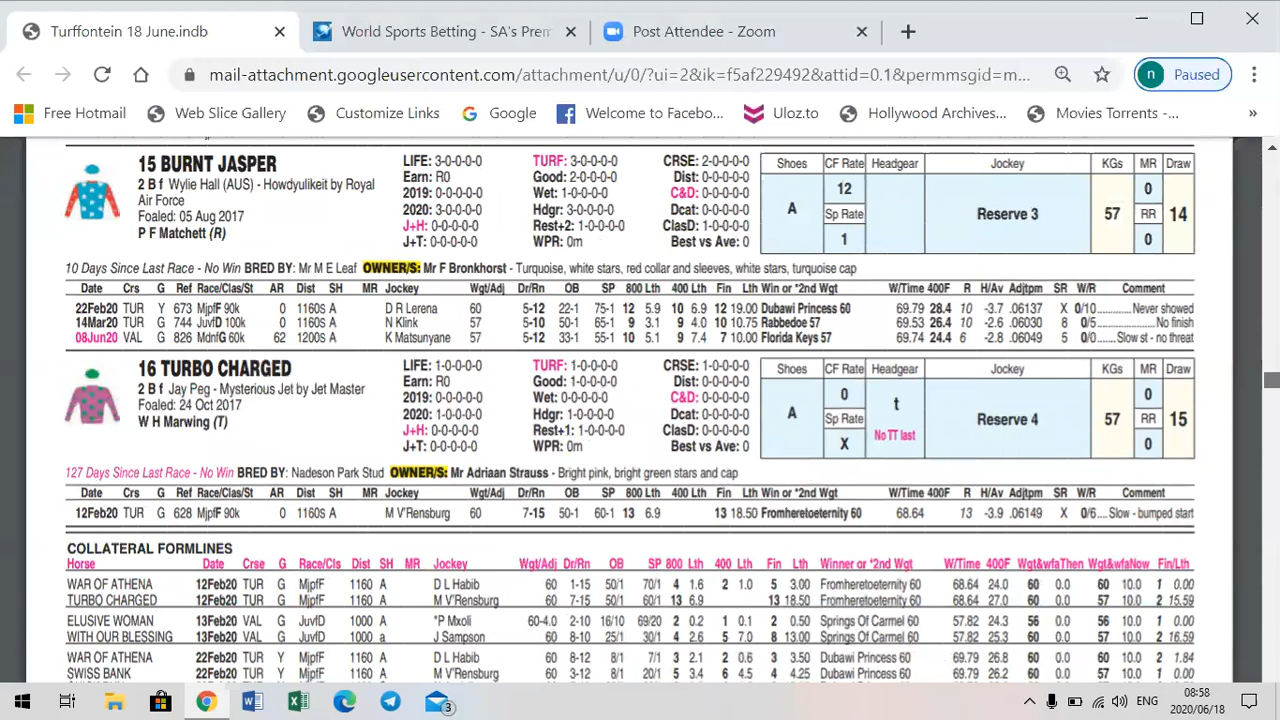 Turffontein 18 June.indb
World Sports Betting - SA's Prem
Post Attendee - Zoom
mail-attachment.googleusercontent.com/attachment/u/0/?ui=2&ik=f5af229492&attid=0.1&permmsgid=m...
n Paused
Free Hotmail Web Slice Gallery Customize Links Google Welcome to Facebo... Uloz.to Hollywood Archives... Movies Torrents -... »
15 BURNT JASPER
2 B f Wylie Hall (AUS) - Howdyulikeit by Royal
Air Force
Foaled: 05 Aug 2017
P F Matchett (R)
LIFE: 3-0-0-0-0 TURF: 3-0-0-0-0 CRSE: 2-0-0-0-0
Earn: R0 Good: 2-0-0-0-0 Dist: 0-0-0-0-0
2019: 0-0-0-0-0 Wet: 1-0-0-0-0 C&D: 0-0-0-0-0
2020: 3-0-0-0-0 Hdgr: 3-0-0-0-0 Dcat: 0-0-0-0-0
J+H: 0-0-0-0-0 Rest+2: 1-0-0-0-0 ClasD: 1-0-0-0-0
J+T: 0-0-0-0-0 WPR: 0m Best vs Ave: 0
Shoes CF Rate Headgear Jockey KGs MR Draw
A 12 Reserve 3 57 0 14
Sp Rate RR
1 0
10 Days Since Last Race - No Win BRED BY: Mr M E Leaf OWNER/S: Mr F Bronkhorst - Turquoise, white stars, red collar and sleeves, white stars, turquoise cap
Date Crs G Ref Race/Clas/St AR Dist SH MR Jockey Wgt/Adj Dr/Rn OB SP 800 Lth 400 Lth Fin Lth Win or *2nd Wgt W/Time 400F R H/Av Adjtpm SR W/R Comment
22Feb20 TUR Y 673 MjpfF 90k 0 1160S A D R Lerena 60 5-12 22-1 75-1 12 5.9 10 6.9 12 19.00 Dubawi Princess 60 69.79 28.4 10 -3.7 .06137 X 0/10 ........... Never showed
14Mar20 TUR G 744 JuvfD 100k 0 1160S A N Klink 57 5-10 50-1 65-1 9 3.1 9 4.0 10 10.75 Rabbedoe 57 69.53 26.4 10 -2.6 .06030 8 0/5 ................. No finish
08Jun20 VAL G 826 MdnfG 60k 62 1200S A K Matsunyane 57 5-12 33-1 55-1 10 5.1 9 7.4 7 10.00 Florida Keys 57 69.74 24.4 6 -2.8 .06049 5 0/0 ......Slow st - no threat
16 TURBO CHARGED
2 B f Jay Peg - Mysterious Jet by Jet Master
Foaled: 24 Oct 2017
W H Marwing (T)
LIFE: 1-0-0-0-0 TURF: 1-0-0-0-0 CRSE: 1-0-0-0-0
Earn: R0 Good: 1-0-0-0-0 Dist: 0-0-0-0-0
2019: 0-0-0-0-0 Wet: 0-0-0-0-0 C&D: 0-0-0-0-0
2020: 1-0-0-0-0 Hdgr: 1-0-0-0-0 Dcat: 0-0-0-0-0
J+H: 0-0-0-0-0 Rest+1: 1-0-0-0-0 ClasD: 0-0-0-0-0
J+T: 0-0-0-0-0 WPR: 0m Best vs Ave: 0
Shoes CF Rate Headgear Jockey KGs MR Draw
A 0 t Reserve 4 57 0 15
Sp Rate No TT last RR
X 0
127 Days Since Last Race - No Win BRED BY: Nadeson Park Stud OWNER/S: Mr Adriaan Strauss - Bright pink, bright green stars and cap
Date Crs G Ref Race/Clas/St AR Dist SH MR Jockey Wgt/Adj Dr/Rn OB SP 800 Lth 400 Lth Fin Lth Win or *2nd Wgt W/Time 400F R H/Av Adjtpm SR W/R Comment
12Feb20 TUR G 628 MjpfF 90k 0 1160S A M V'Rensburg 60 7-15 50-1 60-1 13 6.9 13 18.50 Fromheretoeternity 60 68.64 13 -3.9 .06149 X 0/6 .... Slow - bumped start
COLLATERAL FORMLINES
Horse Date Crse G Race/Cls Dist SH MR Jockey Wgt/Adj Dr/Rn OB SP 800 Lth 400 Lth Fin Lth Winner or *2nd Wgt W/Time 400F Wgt&wfaThen Wgt&wfaNow Fin/Lth
WAR OF ATHENA 12Feb20 TUR G MjpF 1160 A D L Habib 60 1-15 50/1 70/1 4 1.6 2 1.0 5 3.00 Fromheretoeternity 60 68.64 24.0 60 0.0 60 10.0 1 0.00
TURBO CHARGED 12Feb20 TUR G MjpF 1160 A M V'Rensburg 60 7-15 50/1 60/1 13 6.9 13 18.50 Fromheretoeternity 60 68.64 27.0 60 0.0 57 10.0 2 15.59
ELUSIVE WOMAN 13Feb20 VAL G JuvfD 1000 A *P Mxoli 60-4.0 2-10 16/10 69/20 2 0.2 1 0.1 2 0.50 Springs Of Carmel 60 57.82 24.3 56 0.0 56 10.0 1 0.00
WITH OUR BLESSING 13Feb20 VAL G JuvfD 1000 a J Sampson 60 8-10 25/1 30/1 4 2.6 5 7.0 8 13.00 Springs Of Carmel 60 57.82 25.3 60 0.0 57 10.0 2 16.59
WAR OF ATHENA 22Feb20 TUR Y MjpF 1160 A D L Habib 60 8-12 8/1 7/1 3 2.1 2 0.6 3 3.50 Dubawi Princess 60 69.79 26.8 60 0.0 60 10.0 2 1.84
SWISS BANK 22Feb20 TUR Y MjpF 1160 A M V'Rensburg 60 3-12 8/1 20/1 5 3.4 6 4.5 4 4.25 Dubawi Princess 60 69.79 26.8 60 0.0 57 10.0 1 0.00
3
ENG
08:58
2020/06/18